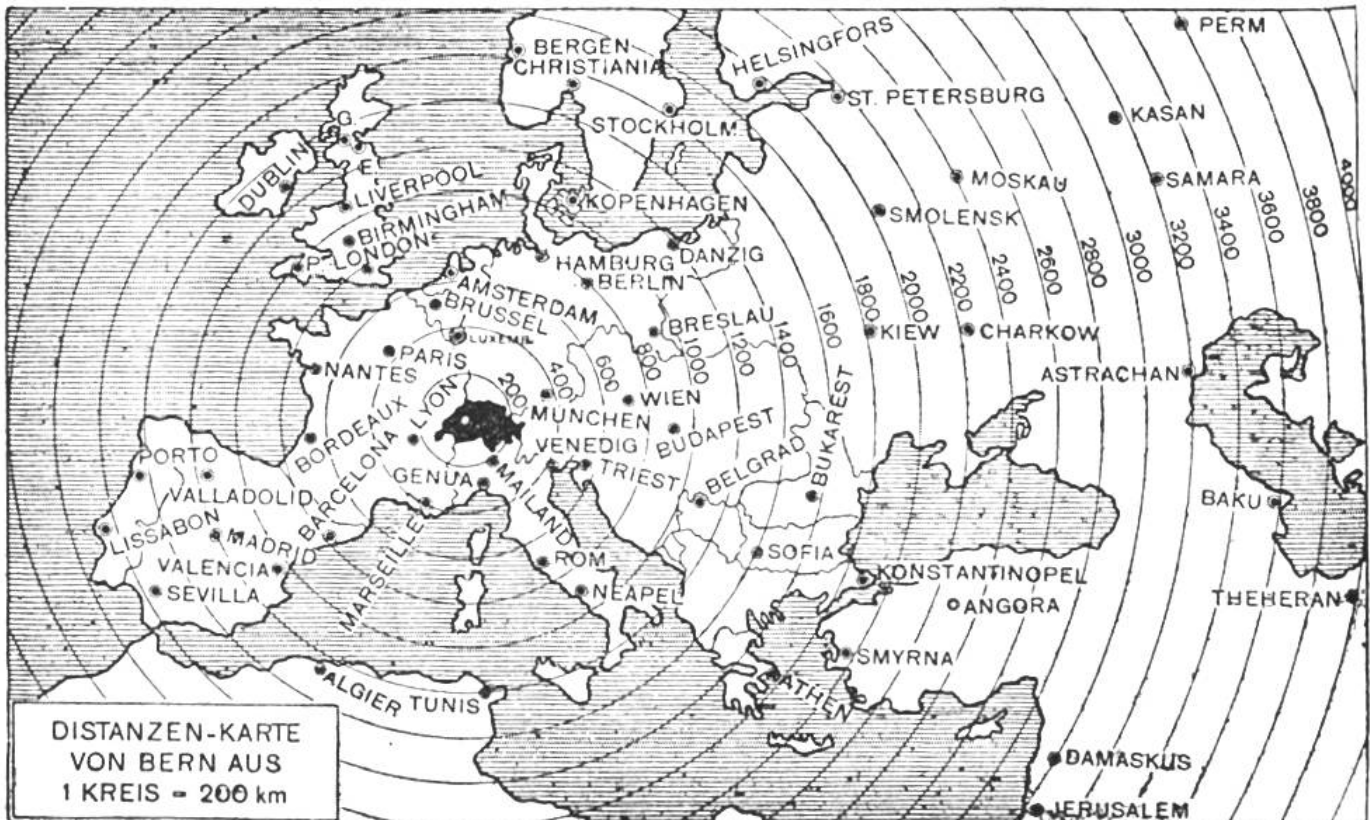 PERM
BERGEN
CHRISTIANIA
HELSINGFORS
ST. PETERSBURG
KASAN
STOCKHOLM
G.
E.
DUBLIN
LIVERPOOL
BIRMINGHAM
P.
LONDON
KOPENHAGEN
MOSKAU
SAMARA
SMOLENSK
HAMBURG
DANZIG
BERLIN
AMSTERDAM
BRÜSSEL
LUXEMB.
BRESLAU
KIEW
CHARKOW
PARIS
NANTES
ASTRACHAN
200
400
600
800
1000
1200
1400
1600
1800
2000
2200
2400
2600
2800
3000
3200
3400
3600
3800
4000
MÜNCHEN
WIEN
BORDEAUX
LYON
VENEDIG
BUDAPEST
PORTO
VALLADOLID
BARCELONA
GENUA
MAILAND
TRIEST
BELGRAD
BUKAREST
BAKU
LISSABON
MADRID
MARSEILLE
ROM
SOFIA
VALENCIA
SEVILLA
NEAPEL
KONSTANTINOPEL
ANGORA
THEHERAN
SMYRNA
ATHEN
ALGIER
TUNIS
DAMASKUS
JERUSALEM
DISTANZEN-KARTE
VON BERN AUS
1 KREIS = 200 km